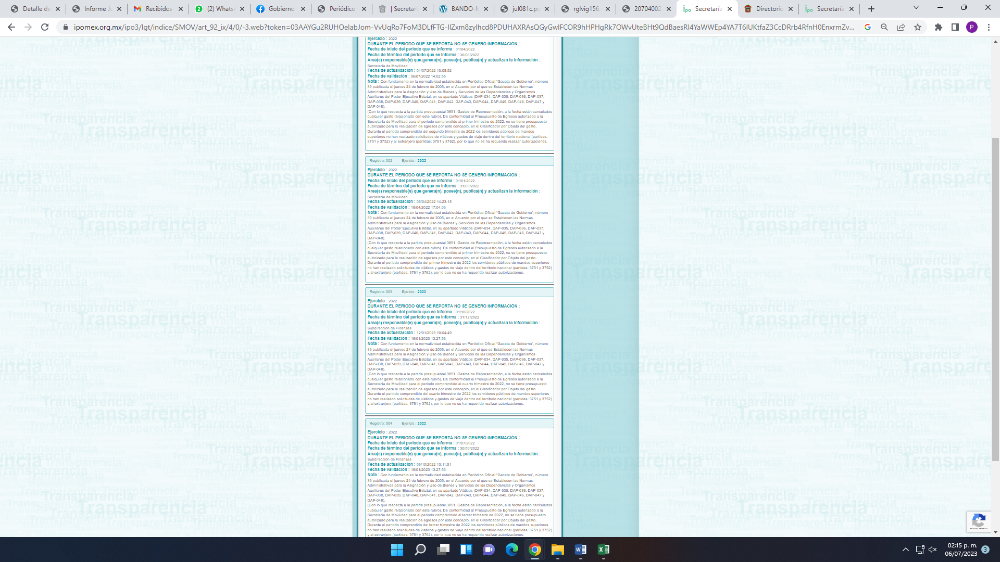 Detalle de
Informe Ju
Recibidos
(2) WhatsA
Gobierno
Periódico
| Secretarí
BANDO-M
jul081c.pd
rglvig156.
20704002
Secretaría
Directorio
Secretaría
ipomex.org.mx/ipo3/lgt/indice/SMOV/art_92_ix/4/0/-3.web?token=
Ejercicio : 2022
DURANTE EL PERIODO QUE SE REPORTA NO SE GENERÓ INFORMACIÓN :
Fecha de inicio del periodo que se informa : 01/04/2022
Fecha de término del periodo que se informa : 30/06/2022
Área(s) responsable(s) que genera(n), posee(n), publica(n) y actualizan la información :
Secretaría de Movilidad
Fecha de actualización : 04/07/2022 10:08:52
Fecha de validación : 06/07/2022 14:02:55
Nota : Con fundamento en la normatividad establecida en Periódico Oficial "Gaceta de Gobierno", número
39 publicada el jueves 24 de febrero de 2005, en el Acuerdo por el que se Establecen las Normas
Administrativas para la Asignación y Uso de Bienes y Servicios de las Dependencias y Organismos
Auxiliares del Poder Ejecutivo Estatal, en su apartado Viáticos (DAP-034, DAP-035, DAP-036, DAP-037,
DAP-038, DAP-039, DAP-040, DAP-041, DAP-042, DAP-043, DAP-044, DAP-045, DAP-046, DAP-047 y
DAP-048).
(Con lo que respecta a la partida presupuestal 3851, Gastos de Representación, a la fecha están cancelados
cualquier gasto relacionado con este rubro). De conformidad al Presupuesto de Egresos autorizado a la
Secretaría de Movilidad para el periodo comprendido al primer trimestre de 2022, no se tiene presupuesto
autorizado para la realización de egresos por este concepto, en el Clasificador por Objeto del gasto.
Durante el periodo comprendido del segundo trimestre de 2022 los servidores públicos de mandos
superiores no han realizado solicitudes de viáticos y gastos de viaje dentro del territorio nacional (partidas:
3751 y 3752) y al extranjero (partidas: 3761 y 3762), por lo que no se ha requerido realizar autorizaciones.
Registro: 002 Ejericio : 2022
Ejercicio : 2022
DURANTE EL PERIODO QUE SE REPORTA NO SE GENERÓ INFORMACIÓN :
Fecha de inicio del periodo que se informa : 01/01/2022
Fecha de término del periodo que se informa : 31/03/2022
Área(s) responsable(s) que genera(n), posee(n), publica(n) y actualizan la información :
Secretaría de Movilidad
Fecha de actualización : 06/04/2022 14:23:15
Fecha de validación : 18/04/2022 17:04:03
Nota : Con fundamento en la normatividad establecida en Periódico Oficial "Gaceta de Gobierno", número
39 publicada el jueves 24 de febrero de 2005, en el Acuerdo por el que se Establecen las Normas
Administrativas para la Asignación y Uso de Bienes y Servicios de las Dependencias y Organismos
Auxiliares del Poder Ejecutivo Estatal, en su apartado Viáticos (DAP-034, DAP-035, DAP-036, DAP-037,
DAP-038, DAP-039, DAP-040, DAP-041, DAP-042, DAP-043, DAP-044, DAP-045, DAP-046, DAP-047 y
DAP-048).
(Con lo que respecta a la partida presupuestal 3851, Gastos de Representación, a la fecha están cancelados
cualquier gasto relacionado con este rubro). De conformidad al Presupuesto de Egresos autorizado a la
Secretaría de Movilidad para el periodo comprendido al primer trimestre de 2022, no se tiene presupuesto
autorizado para la realización de egresos por este concepto, en el Clasificador por Objeto del gasto.
Durante el periodo comprendido del primer trimestre de 2022 los servidores públicos de mandos superiores
no han realizado solicitudes de viáticos y gastos de viaje dentro del territorio nacional (partidas: 3751 y 3752)
y al extranjero (partidas: 3761 y 3762), por lo que no se ha requerido realizar autorizaciones.
Registro: 003 Ejericio : 2022
Ejercicio : 2022
DURANTE EL PERIODO QUE SE REPORTA NO SE GENERÓ INFORMACIÓN :
Fecha de inicio del periodo que se informa : 01/10/2022
Fecha de término del periodo que se informa : 31/12/2022
Área(s) responsable(s) que genera(n), posee(n), publica(n) y actualizan la información :
Subdirección de Finanzas
Fecha de actualización : 12/01/2023 10:04:49
Fecha de validación : 18/01/2023 13:27:53
Nota : Con fundamento en la normatividad establecida en Periódico Oficial "Gaceta de Gobierno", número
39 publicada el jueves 24 de febrero de 2005, en el Acuerdo por el que se Establecen las Normas
Administrativas para la Asignación y Uso de Bienes y Servicios de las Dependencias y Organismos
Auxiliares del Poder Ejecutivo Estatal, en su apartado Viáticos (DAP-034, DAP-035, DAP-036, DAP-037,
DAP-038, DAP-039, DAP-040, DAP-041, DAP-042, DAP-043, DAP-044, DAP-045, DAP-046, DAP-047 y
DAP-048).
(Con lo que respecta a la partida presupuestal 3851, Gastos de Representación, a la fecha están cancelados
cualquier gasto relacionado con este rubro). De conformidad al Presupuesto de Egresos autorizado a la
Secretaría de Movilidad para el periodo comprendido al cuarto trimestre de 2022, no se tiene presupuesto
autorizado para la realización de egresos por este concepto, en el Clasificador por Objeto del gasto.
Durante el periodo comprendido del cuarto trimestre de 2022 los servidores públicos de mandos superiores
no han realizado solicitudes de viáticos y gastos de viaje dentro del territorio nacional (partidas: 3751 y 3752)
y al extranjero (partidas: 3761 y 3762), por lo que no se ha requerido realizar autorizaciones.
Registro: 004 Ejericio : 2022
Ejercicio : 2022
DURANTE EL PERIODO QUE SE REPORTA NO SE GENERÓ INFORMACIÓN :
Fecha de inicio del periodo que se informa : 01/07/2022
Fecha de término del periodo que se informa : 30/09/2022
Área(s) responsable(s) que genera(n), posee(n), publica(n) y actualizan la información :
Subdirección de Finanzas
Fecha de actualización : 06/10/2022 13:11:51
Fecha de validación : 18/01/2023 13:27:53
Nota : Con fundamento en la normatividad establecida en Periódico Oficial "Gaceta de Gobierno", número
39 publicada el jueves 24 de febrero de 2005, en el Acuerdo por el que se Establecen las Normas
Administrativas para la Asignación y Uso de Bienes y Servicios de las Dependencias y Organismos
Auxiliares del Poder Ejecutivo Estatal, en su apartado Viáticos (DAP-034, DAP-035, DAP-036, DAP-037,
DAP-038, DAP-039, DAP-040, DAP-041, DAP-042, DAP-043, DAP-044, DAP-045, DAP-046, DAP-047 y
DAP-048).
(Con lo que respecta a la partida presupuestal 3851, Gastos de Representación, a la fecha están cancelados
cualquier gasto relacionado con este rubro). De conformidad al Presupuesto de Egresos autorizado a la
Secretaría de Movilidad para el periodo comprendido al tercer trimestre de 2022, no se tiene presupuesto
autorizado para la realización de egresos por este concepto, en el Clasificador por Objeto del gasto.
Durante el periodo comprendido del tercer trimestre de 2022 los servidores públicos de mandos superiores
no han realizado solicitudes de viáticos y gastos de viaje dentro del territorio nacional (partidas: 3751 y 3752)
y al extranjero (partidas: 3761 y 3762), por lo que no se ha requerido realizar autorizaciones.
02:15 p. m.
06/07/2023
3